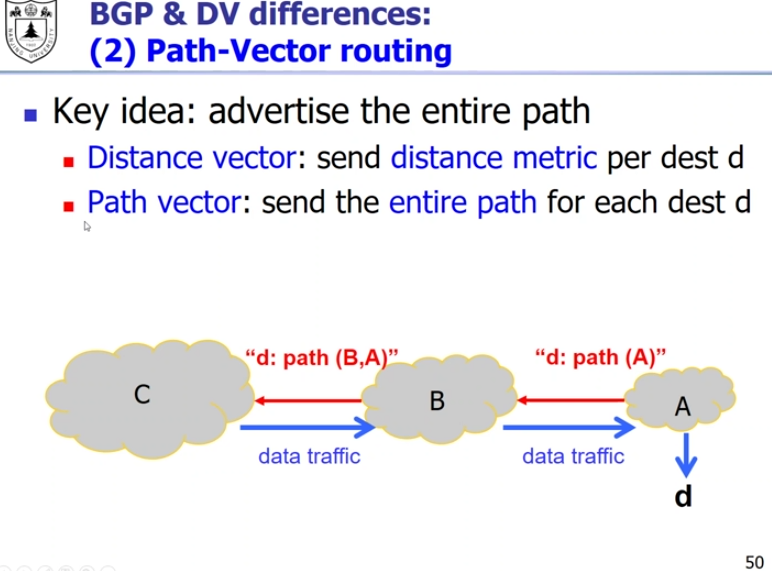 BGP & DV differences:
(2) Path-Vector routing
Key idea: advertise the entire path
Distance vector: send distance metric per dest d
Path vector: send the entire path for each dest d
“d: path (B,A)”
“d: path (A)”
C
B
A
data traffic
data traffic
d
50